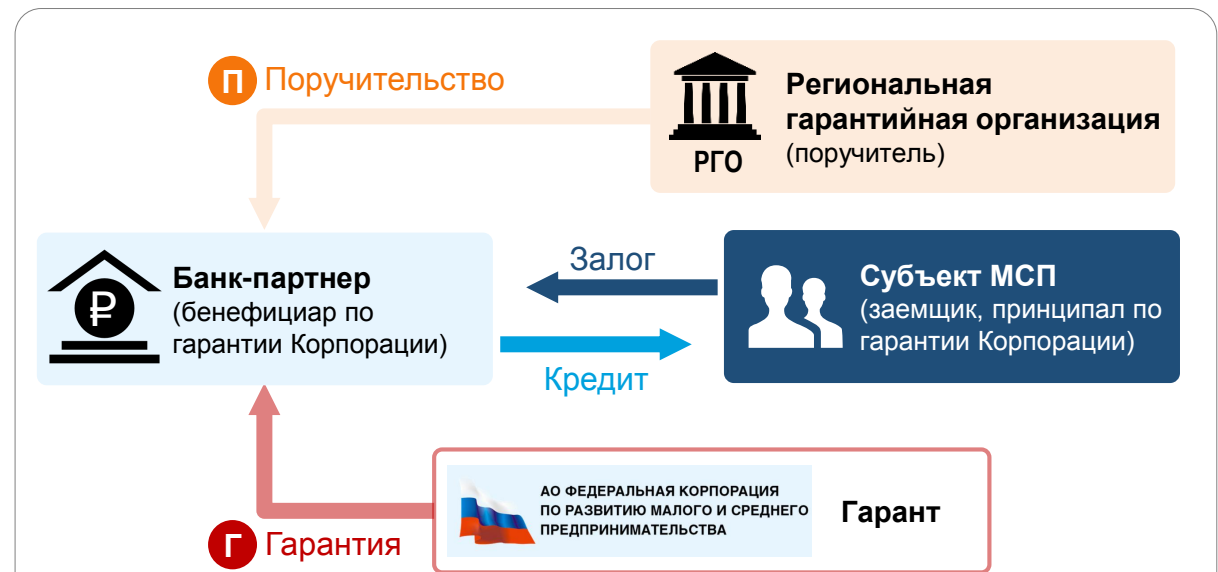 П Поручительство
РГО
Региональная
гарантийная организация
(поручитель)
₽
Банк-партнер
(бенефициар по
гарантии Корпорации)
Залог
Кредит
Субъект МСП
(заемщик, принципал по
гарантии Корпорации)
АО ФЕДЕРАЛЬНАЯ КОРПОРАЦИЯ
ПО РАЗВИТИЮ МАЛОГО И СРЕДНЕГО
ПРЕДПРИНИМАТЕЛЬСТВА
Гарант
Г Гарантия